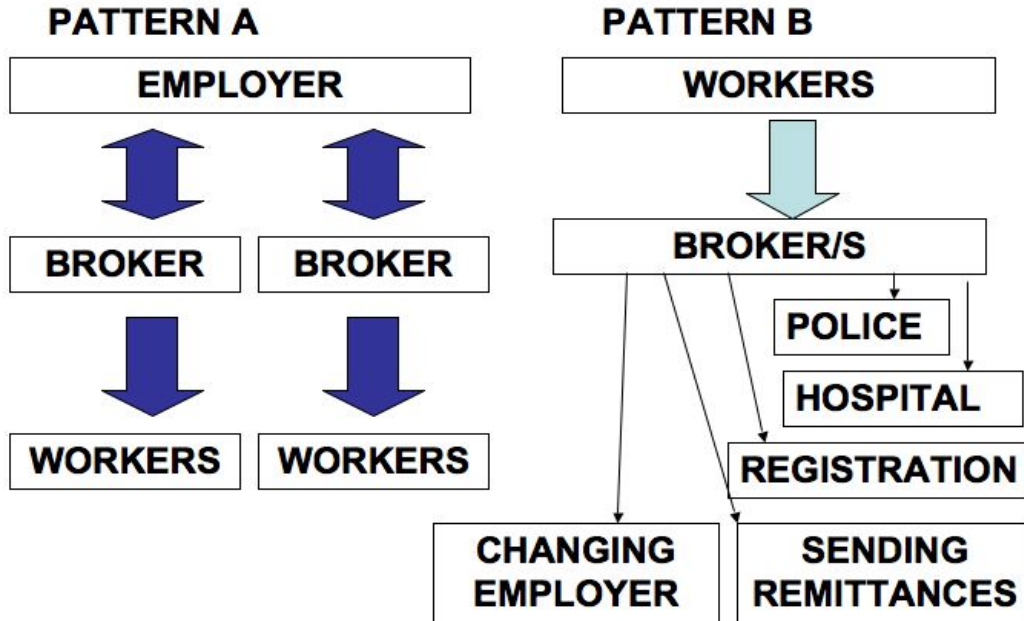 PATTERN A
EMPLOYER
BROKER BROKER
WORKERS WORKERS
PATTERN B
WORKERS
BROKER/S
POLICE
HOSPITAL
REGISTRATION
CHANGING
EMPLOYER
SENDING
REMITTANCES